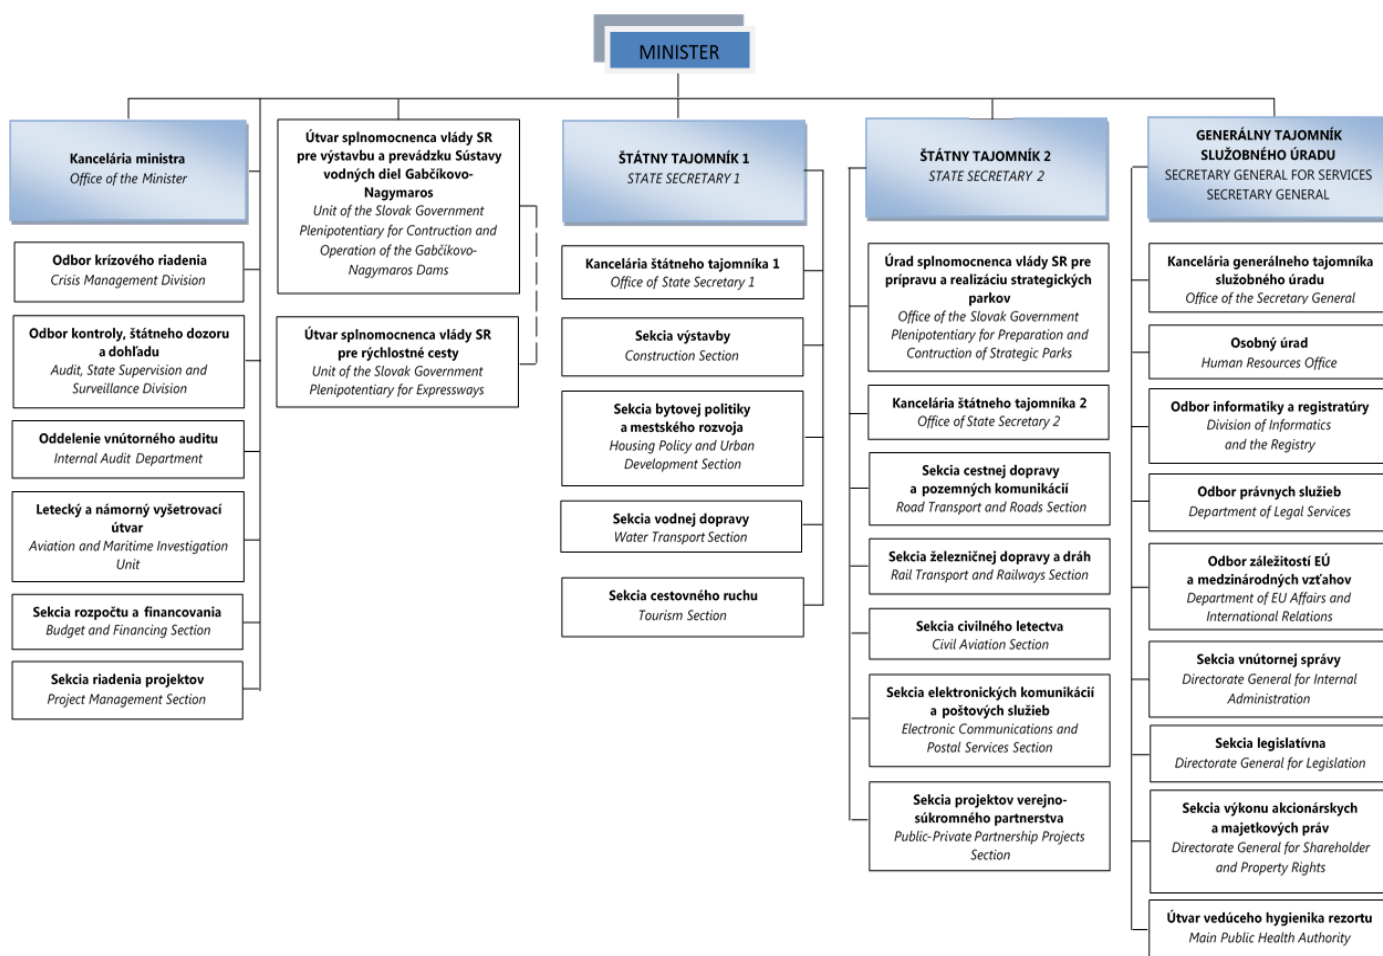 MINISTER
Kancelária ministra
Office of the Minister
Odbor krízového riadenia
Crisis Management Division
Odbor kontroly, štátneho dozoru
a dohľadu
Audit, State Supervision and
Surveillance Division
Oddelenie vnútorného auditu
Internal Audit Department
Letecký a námorný vyšetrovací
útvar
Aviation and Maritime Investigation
Unit
Sekcia rozpočtu a financovania
Budget and Financing Section
Sekcia riadenia projektov
Project Management Section
Útvar splnomocnenca vlády SR
pre výstavbu a prevádzku Sústavy
vodných diel Gabčíkovo-
Nagymaros
Unit of the Slovak Government
Plenipotentiary for Contruction and
Operation of the Gabčíkovo-
Nagymaros Dams
Útvar splnomocnenca vlády SR
pre rýchlostné cesty
Unit of the Slovak Government
Plenipotentiary for Expressways
ŠTÁTNY TAJOMNÍK 1
STATE SECRETARY 1
Kancelária štátneho tajomníka 1
Office of State Secretary 1
Sekcia výstavby
Construction Section
Sekcia bytovej politiky
a mestského rozvoja
Housing Policy and Urban
Development Section
Sekcia vodnej dopravy
Water Transport Section
Sekcia cestovného ruchu
Tourism Section
ŠTÁTNY TAJOMNÍK 2
STATE SECRETARY 2
Úrad splnomocnenca vlády SR pre
prípravu a realizáciu strategických
parkov
Office of the Slovak Government
Plenipotentiary for Preparation and
Contruction of Strategic Parks
Kancelária štátneho tajomníka 2
Office of State Secretary 2
Sekcia cestnej dopravy
a pozemných komunikácií
Road Transport and Roads Section
Sekcia železničnej dopravy a dráh
Rail Transport and Railways Section
Sekcia civilného letectva
Civil Aviation Section
Sekcia elektronických komunikácií
a poštových služieb
Electronic Communications and
Postal Services Section
Sekcia projektov verejno-
súkromného partnerstva
Public-Private Partnership Projects
Section
GENERÁLNY TAJOMNÍK
SLUŽOBNÉHO ÚRADU
SECRETARY GENERAL FOR SERVICES
SECRETARY GENERAL
Kancelária generálneho tajomníka
služobného úradu
Office of the Secretary General
Osobný úrad
Human Resources Office
Odbor informatiky a registratúry
Division of Informatics
and the Registry
Odbor právnych služieb
Department of Legal Services
Odbor záležitostí EÚ
a medzinárodných vzťahov
Department of EU Affairs and
International Relations
Sekcia vnútornej správy
Directorate General for Internal
Administration
Sekcia legislatívna
Directorate General for Legislation
Sekcia výkonu akcionárskych
a majetkových práv
Directorate General for Shareholder
and Property Rights
Útvar vedúceho hygienika rezortu
Main Public Health Authority